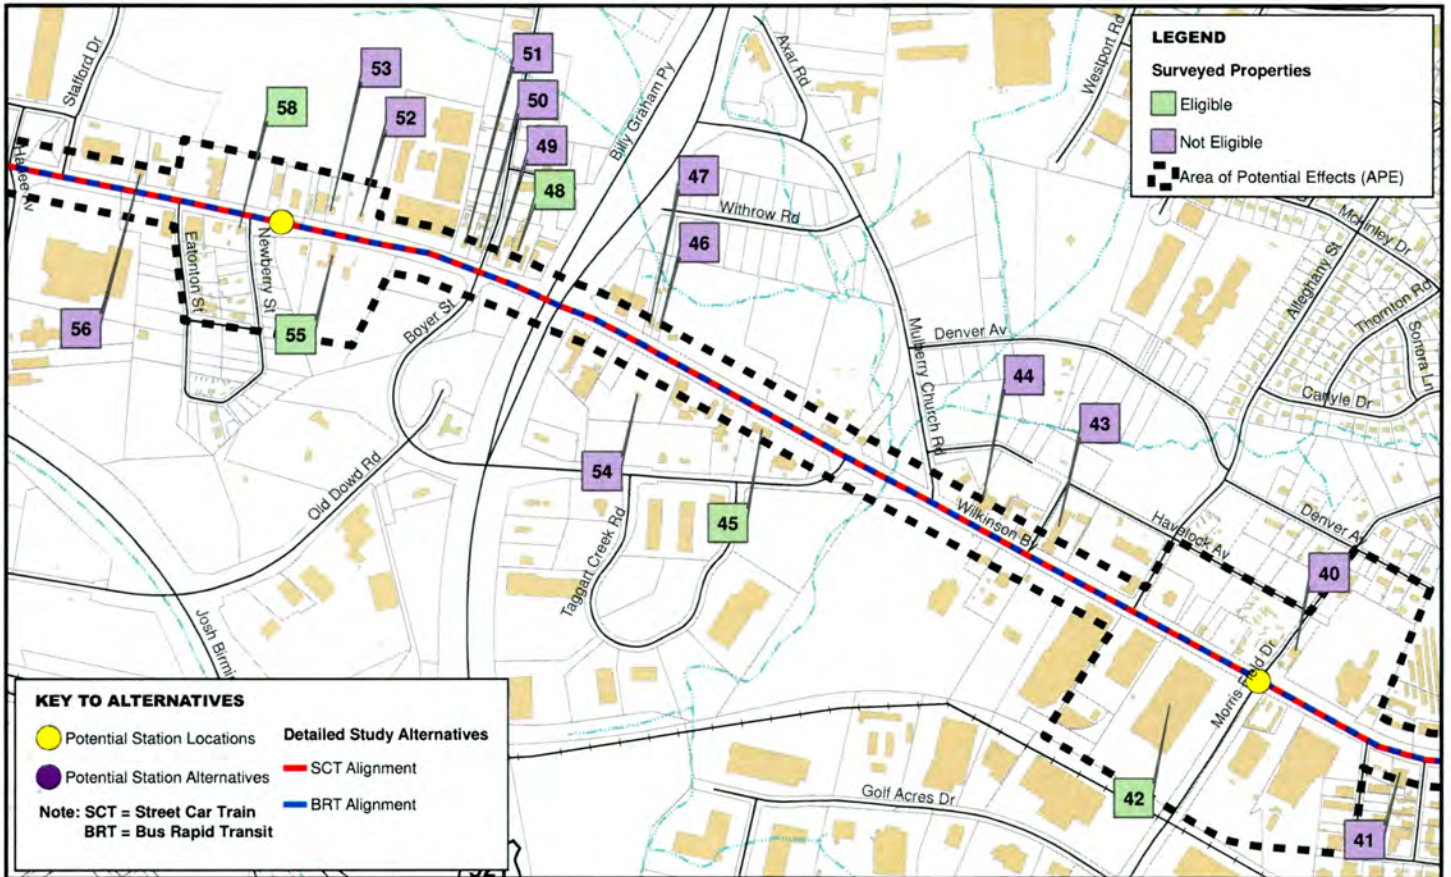 LEGEND
Surveyed Properties
Eligible
Not Eligible
Area of Potential Effects (APE)
Stafford Dr
58
53
52
51
50
49
48
Billy Graham Py
Axar Rd
Westport Rd
47
46
Withrow Rd
McKinley Dr
Alleghany St
Thornton Rd
Sonora Ln
Carlyle Dr
Eatonton St
Newberry St
56
55
Boyer St
Mulberry Church Rd
Denver Av
44
43
54
45
Old Dowd Rd
Taggart Creek Rd
Wilkinson Bv
Havelock Av
Denver Av
40
Morris Field Dr
Golf Acres Dr
42
41
KEY TO ALTERNATIVES
Potential Station Locations
Potential Station Alternatives
Note: SCT = Street Car Train
BRT = Bus Rapid Transit
Detailed Study Alternatives
SCT Alignment
BRT Alignment